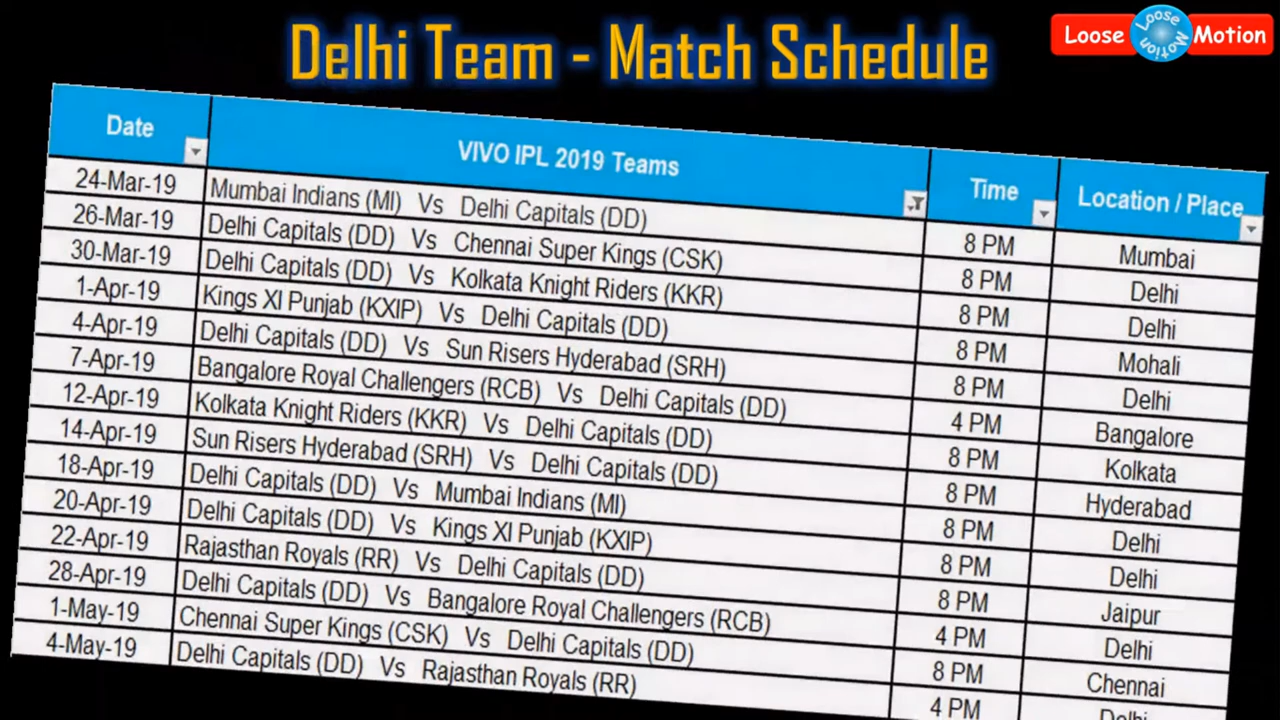 Delhi Team - Match Schedule
Loose Loose Motion Motion
Date VIVO IPL 2019 Teams Time Location / Place
24-Mar-19 Mumbai Indians (MI) Vs Delhi Capitals (DD) 8 PM Mumbai
26-Mar-19 Delhi Capitals (DD) Vs Chennai Super Kings (CSK) 8 PM Delhi
30-Mar-19 Delhi Capitals (DD) Vs Kolkata Knight Riders (KKR) 8 PM Delhi
1-Apr-19 Kings XI Punjab (KXIP) Vs Delhi Capitals (DD) 8 PM Mohali
4-Apr-19 Delhi Capitals (DD) Vs Sun Risers Hyderabad (SRH) 8 PM Delhi
7-Apr-19 Bangalore Royal Challengers (RCB) Vs Delhi Capitals (DD) 4 PM Bangalore
12-Apr-19 Kolkata Knight Riders (KKR) Vs Delhi Capitals (DD) 8 PM Kolkata
14-Apr-19 Sun Risers Hyderabad (SRH) Vs Delhi Capitals (DD) 8 PM Hyderabad
18-Apr-19 Delhi Capitals (DD) Vs Mumbai Indians (MI) 8 PM Delhi
20-Apr-19 Delhi Capitals (DD) Vs Kings XI Punjab (KXIP) 8 PM Delhi
22-Apr-19 Rajasthan Royals (RR) Vs Delhi Capitals (DD) 8 PM Jaipur
28-Apr-19 Delhi Capitals (DD) Vs Bangalore Royal Challengers (RCB) 4 PM Delhi
1-May-19 Chennai Super Kings (CSK) Vs Delhi Capitals (DD) 8 PM Chennai
4-May-19 Delhi Capitals (DD) Vs Rajasthan Royals (RR) 4 PM Delhi